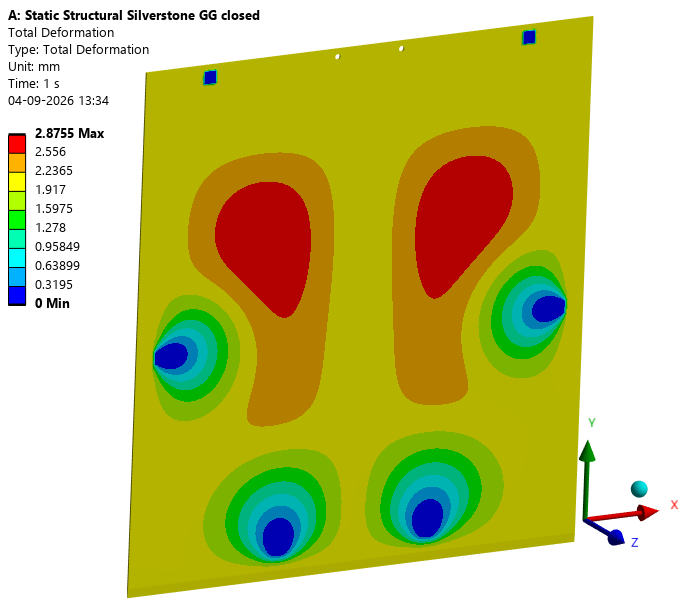 A: Static Structural Silverstone GG closed
Total Deformation
Type: Total Deformation
Unit: mm
Time: 1 s
04-09-2026 13:34
2.8755 Max
2.556
2.2365
1.917
1.5975
1.278
0.95849
0.63899
0.3195
0 Min
Y
X
Z